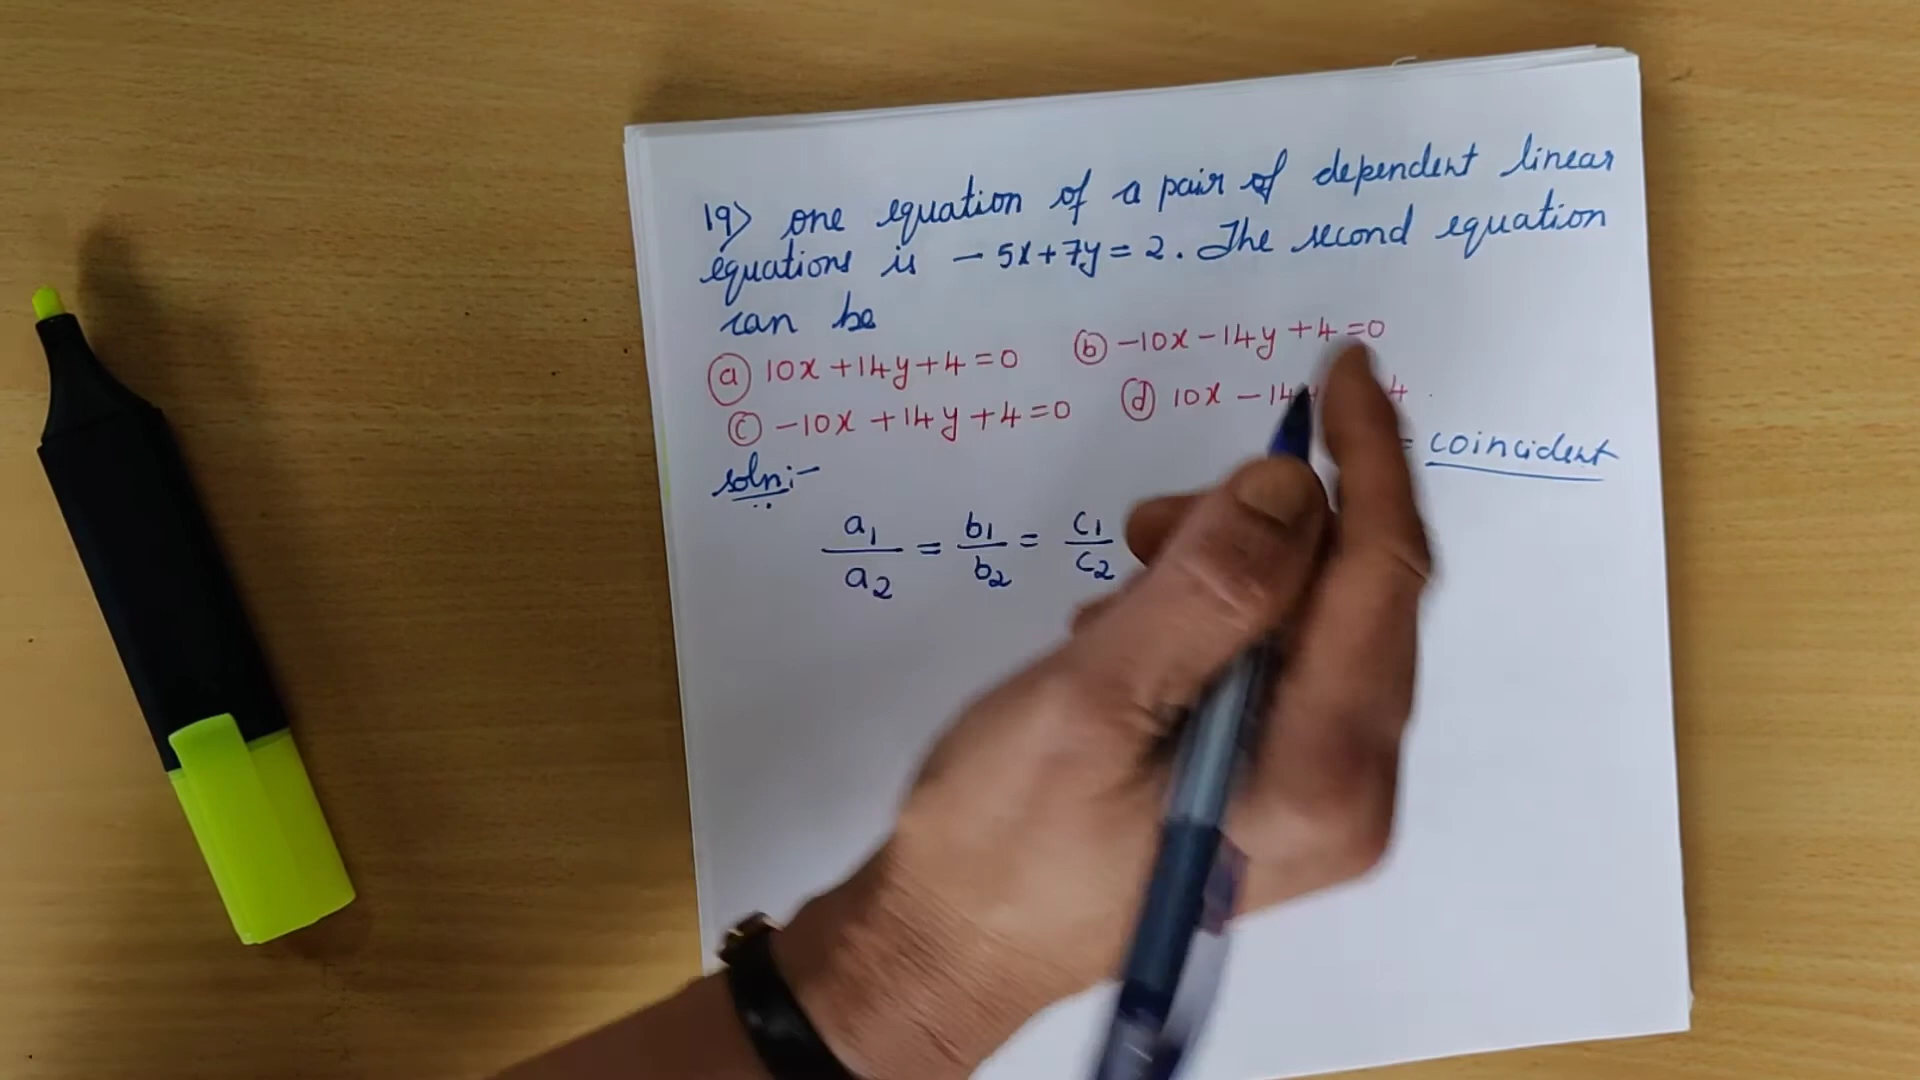 19) one equation of a pair of dependent linear
equations is - 5x+7y = 2. The second equation
can be
(a) 10x +14y+4 = 0 (b) -10x -14y +4 =0
(c) -10x +14y +4 =0 (d) 10x - 14 4
soln:- = coincident
a1/a2 = b1/b2 = c1/c2